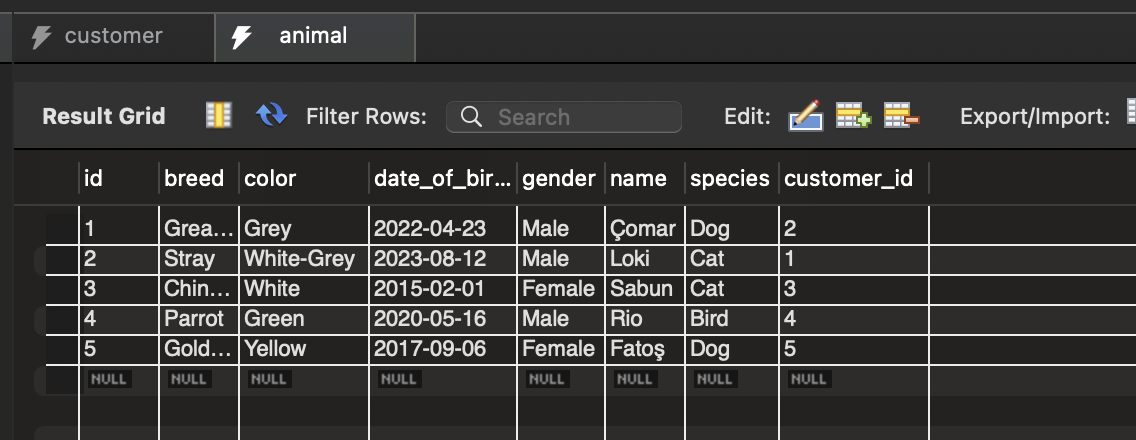 customer animal
Result Grid Filter Rows: Search Edit: Export/Import:
id breed color date_of_bir... gender name species customer_id
1 Grea... Grey 2022-04-23 Male Çomar Dog 2
2 Stray White-Grey 2023-08-12 Male Loki Cat 1
3 Chin... White 2015-02-01 Female Sabun Cat 3
4 Parrot Green 2020-05-16 Male Rio Bird 4
5 Gold... Yellow 2017-09-06 Female Fatoş Dog 5
NULL NULL NULL NULL NULL NULL NULL NULL